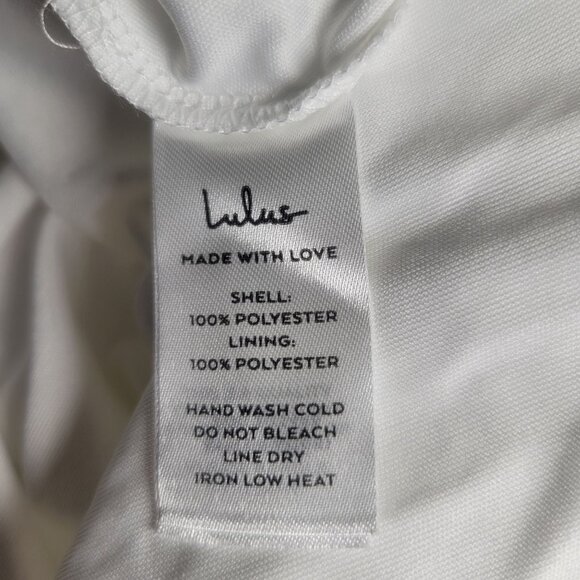 Lulus
MADE WITH LOVE
SHELL:
100% POLYESTER
LINING:
100% POLYESTER
HAND WASH COLD
DO NOT BLEACH
LINE DRY
IRON LOW HEAT